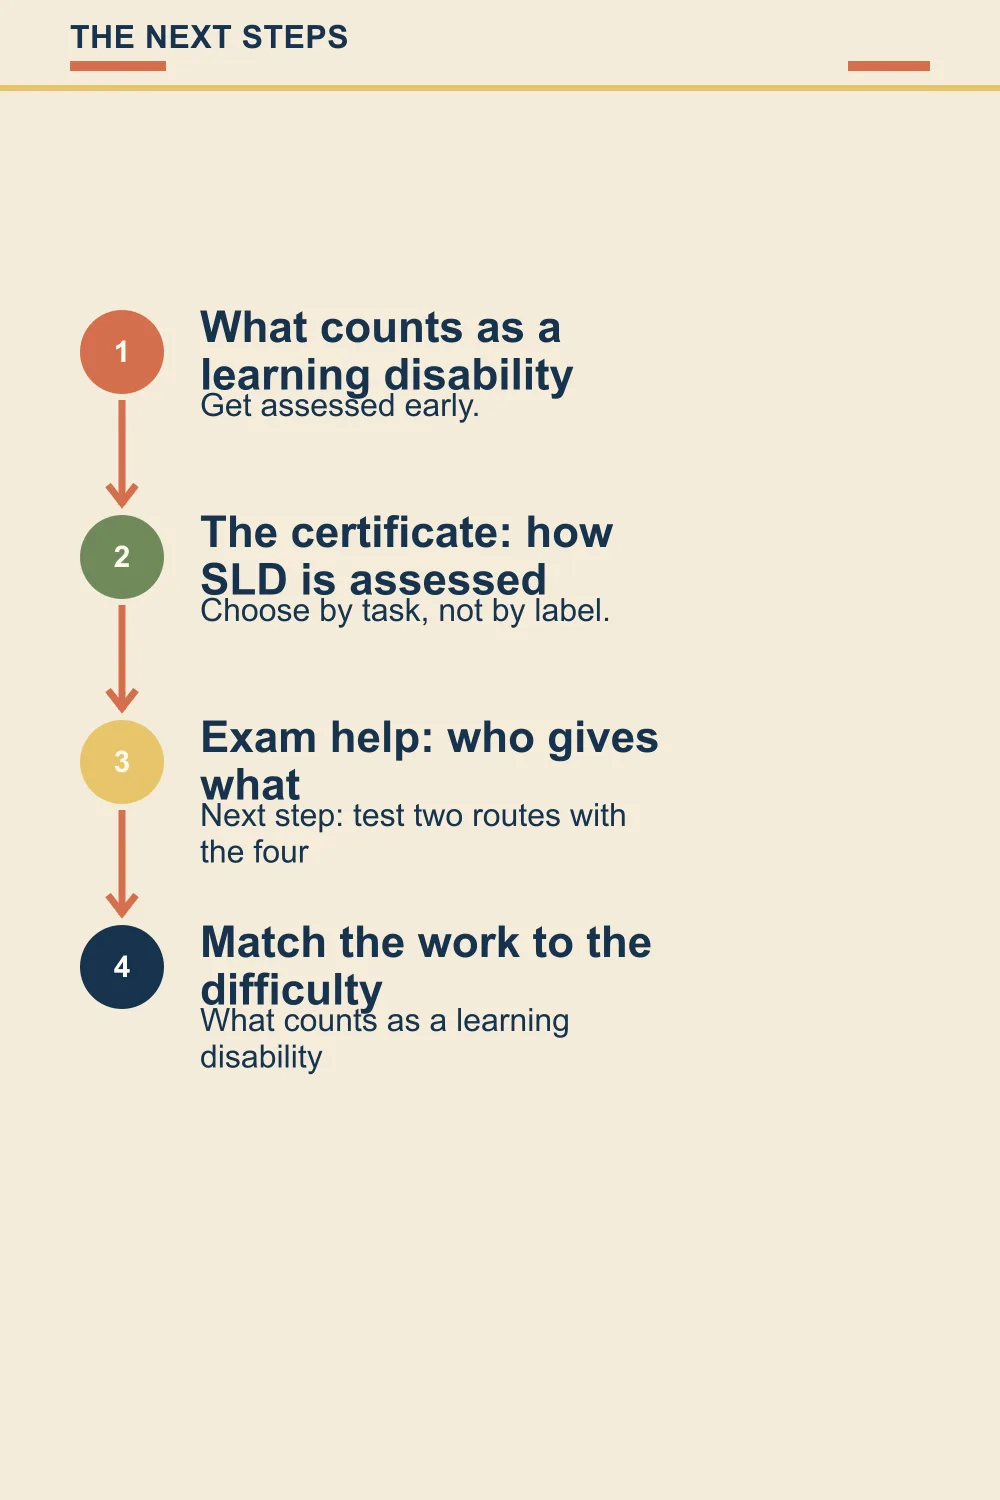 THE NEXT STEPS
1
What counts as a
learning disability
Get assessed early.
2
The certificate: how
SLD is assessed
Choose by task, not by label.
3
Exam help: who gives
what
Next step: test two routes with
the four
4
Match the work to the
difficulty
What counts as a learning
disability